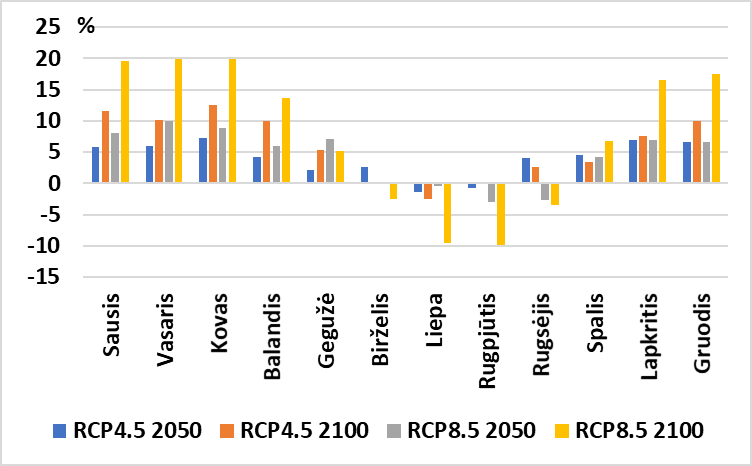 25 %
20
15
10
5
0
-5
-10
-15
Sausis
Vasaris
Kovas
Balandis
Gegužė
Birželis
Liepa
Rugpjūtis
Rugsėjis
Spalis
Lapkritis
Gruodis
RCP4.5 2050 RCP4.5 2100 RCP8.5 2050 RCP8.5 2100